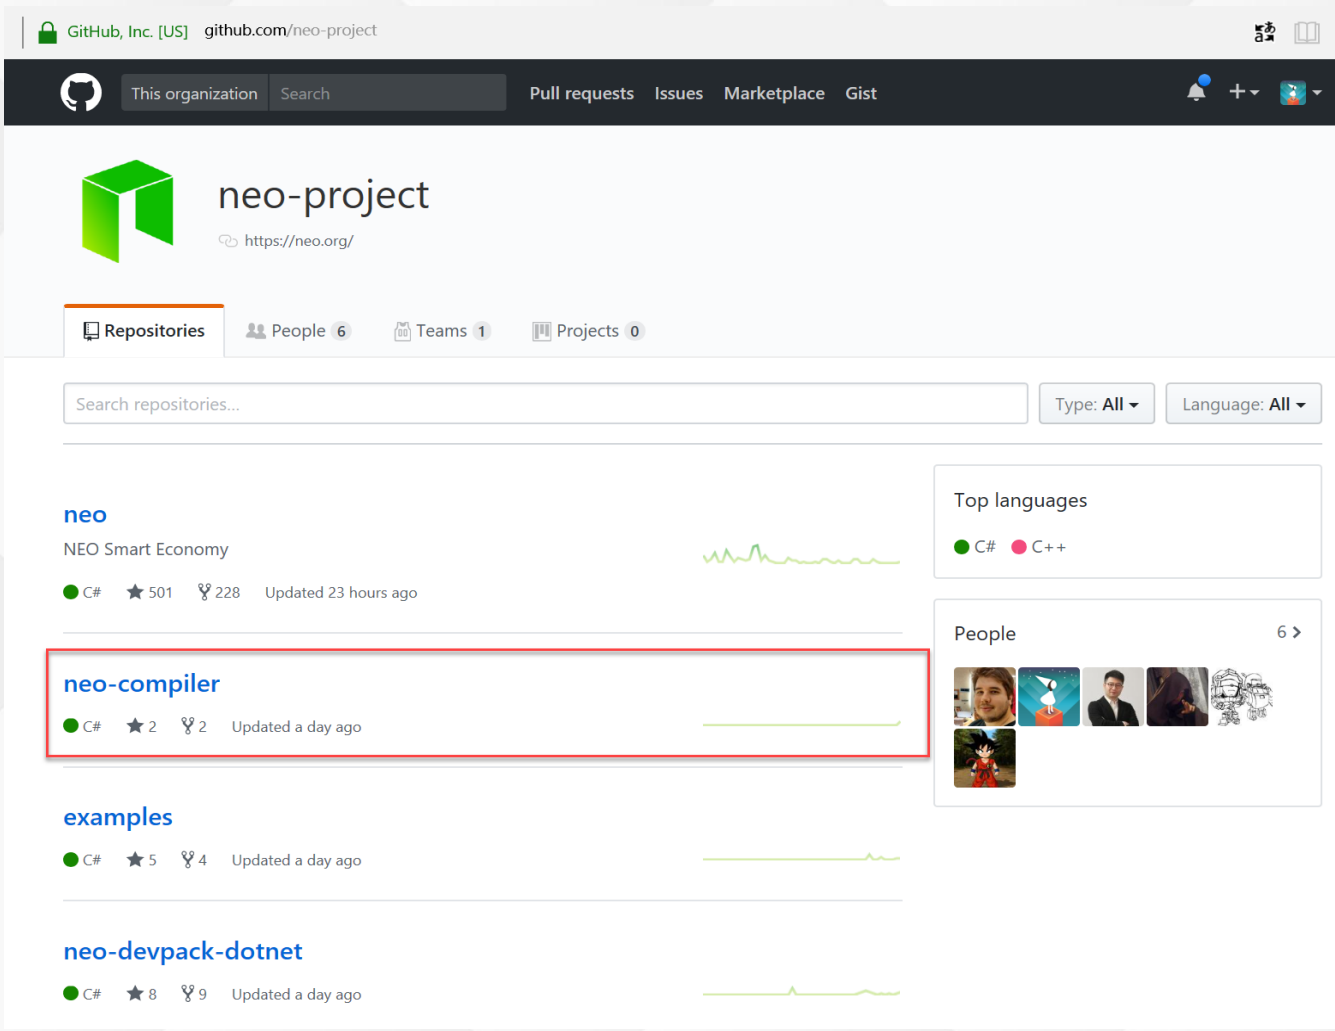 GitHub, Inc. [US] github.com/neo-project
This organization Search Pull requests Issues Marketplace Gist
neo-project
https://neo.org/
Repositories People 6 Teams 1 Projects 0
Search repositories... Type: All Language: All
neo
NEO Smart Economy
C# 501 228 Updated 23 hours ago
neo-compiler
C# 2 2 Updated a day ago
examples
C# 5 4 Updated a day ago
neo-devpack-dotnet
C# 8 9 Updated a day ago
Top languages
C# C++
People 6